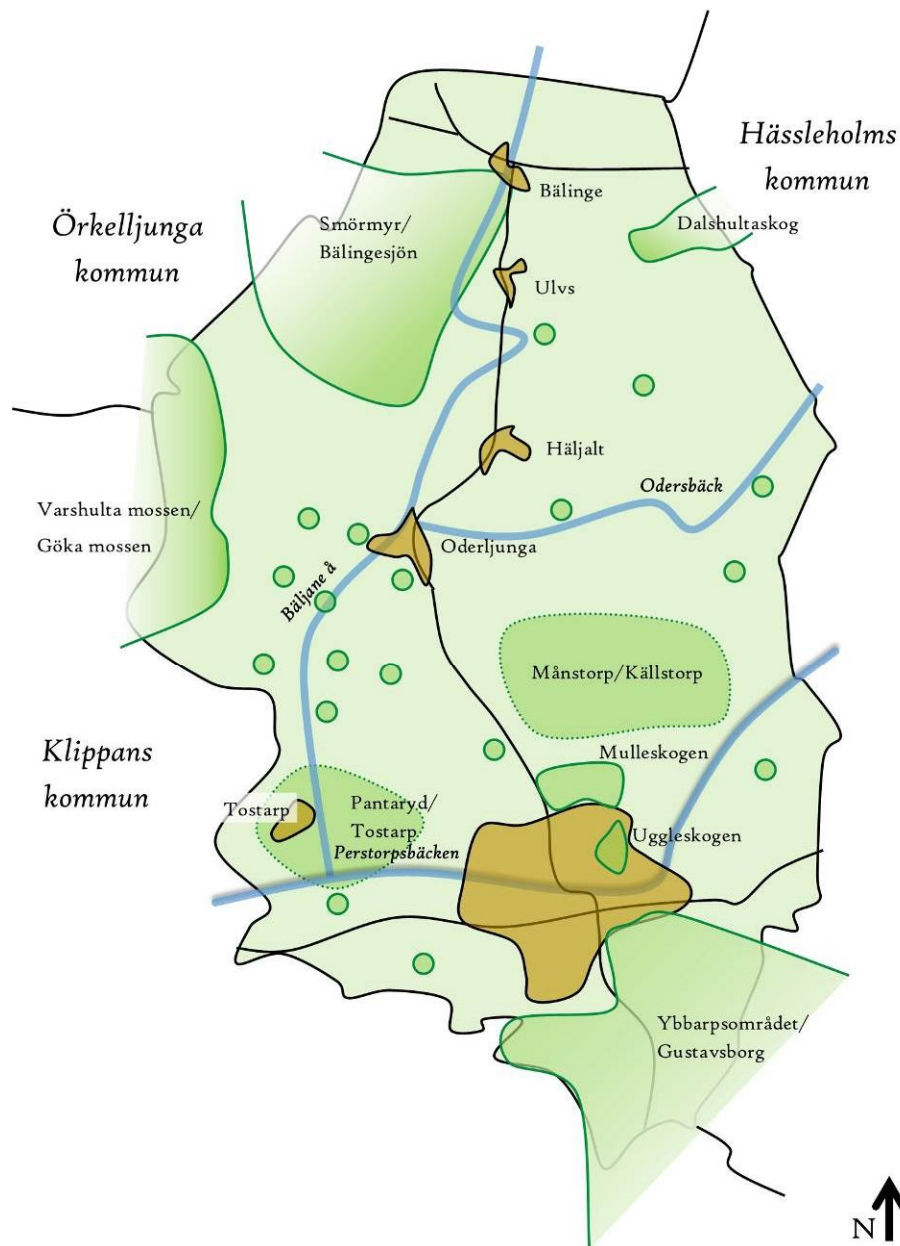 Hässleholms
kommun
Bälinge
Smörmyr/
Bälingesjön
Dalshultaskog
Örkelljunga
kommun
Ulvs
Häljalt
Odersbäck
Varshulta mossen/
Göka mossen
Oderljunga
Bäljane å
Månstorp/Källstorp
Klippans
kommun
Mulleskogen
Tostarp
Pantaryd/
Tostarp
Perstorpsbäcken
Uggleskogen
Ybbarpsområdet/
Gustavsborg
N